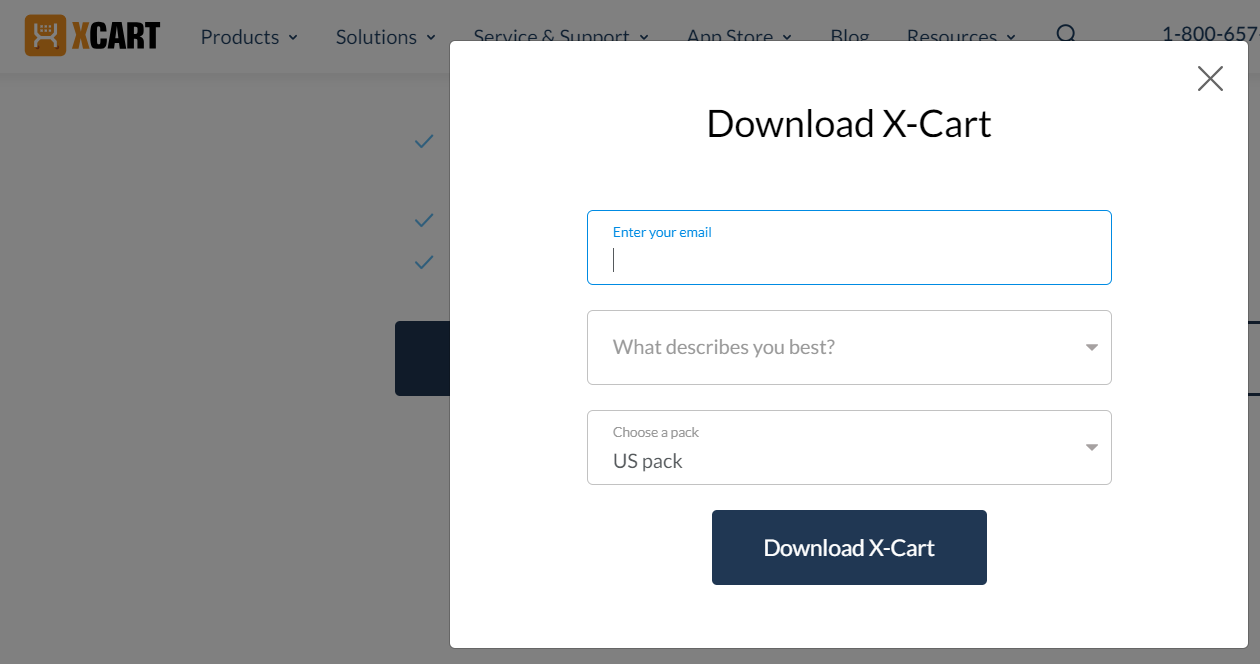 XCART Products Solutions Service & Support App Store Blog Resources 1-800-657
Download X-Cart
Enter your email
What describes you best?
Choose a pack
US pack
Download X-Cart